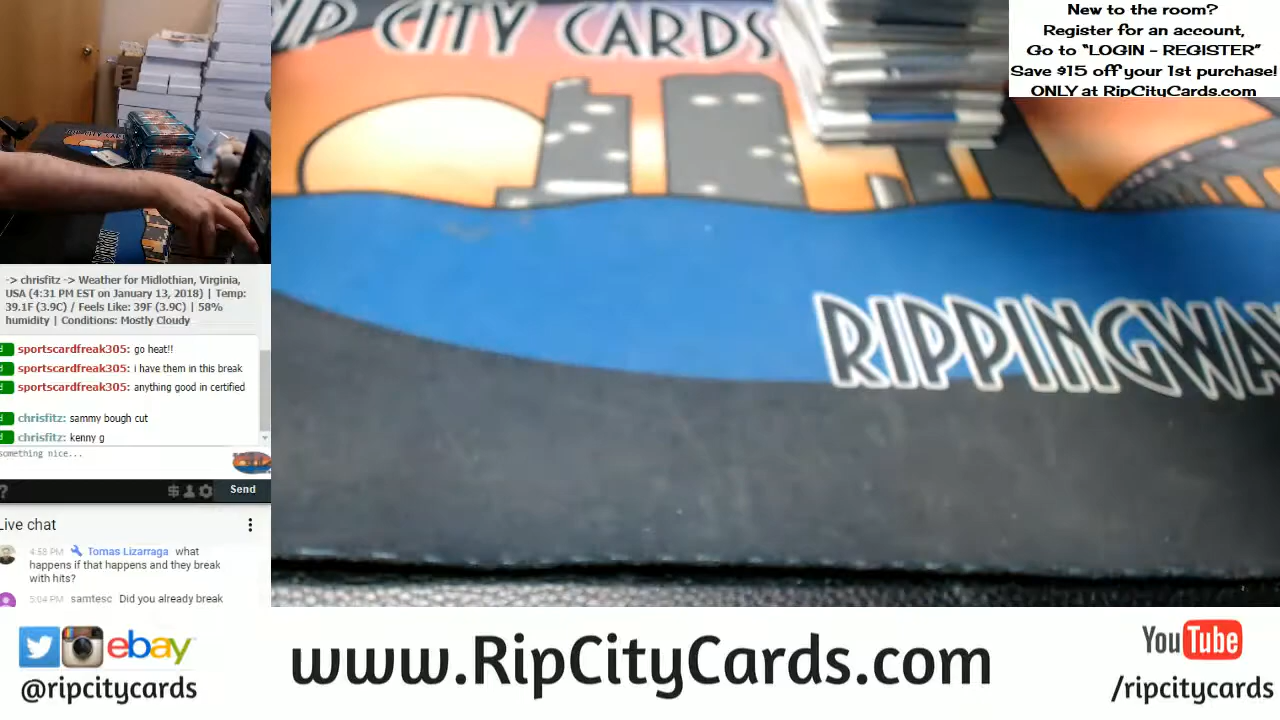 RIP CITY CARDS
New to the room?
Register for an account,
Go to "LOGIN - REGISTER"
Save $15 off your 1st purchase!
ONLY at RipCityCards.com
-> chrisfitz -> Weather for Midlothian, Virginia,
USA (4:31 PM EST on January 13, 2018) | Temp:
39.1F (3.9C) / Feels Like: 39F (3.9C) | 58%
humidity | Conditions: Mostly Cloudy
sportscardfreak305: go heat!!
sportscardfreak305: i have them in this break
sportscardfreak305: anything good in certified
chrisfitz: sammy bough cut
chrisfitz: kenny g
something nice...
Send
Live chat
4:58 PM Tomas Lizarraga what
happens if that happens and they break
with hits?
5:04 PM samtesc Did you already break
RIPPINGWA
ebay
@ripcitycards
www.RipCityCards.com
YouTube
/ripcitycards